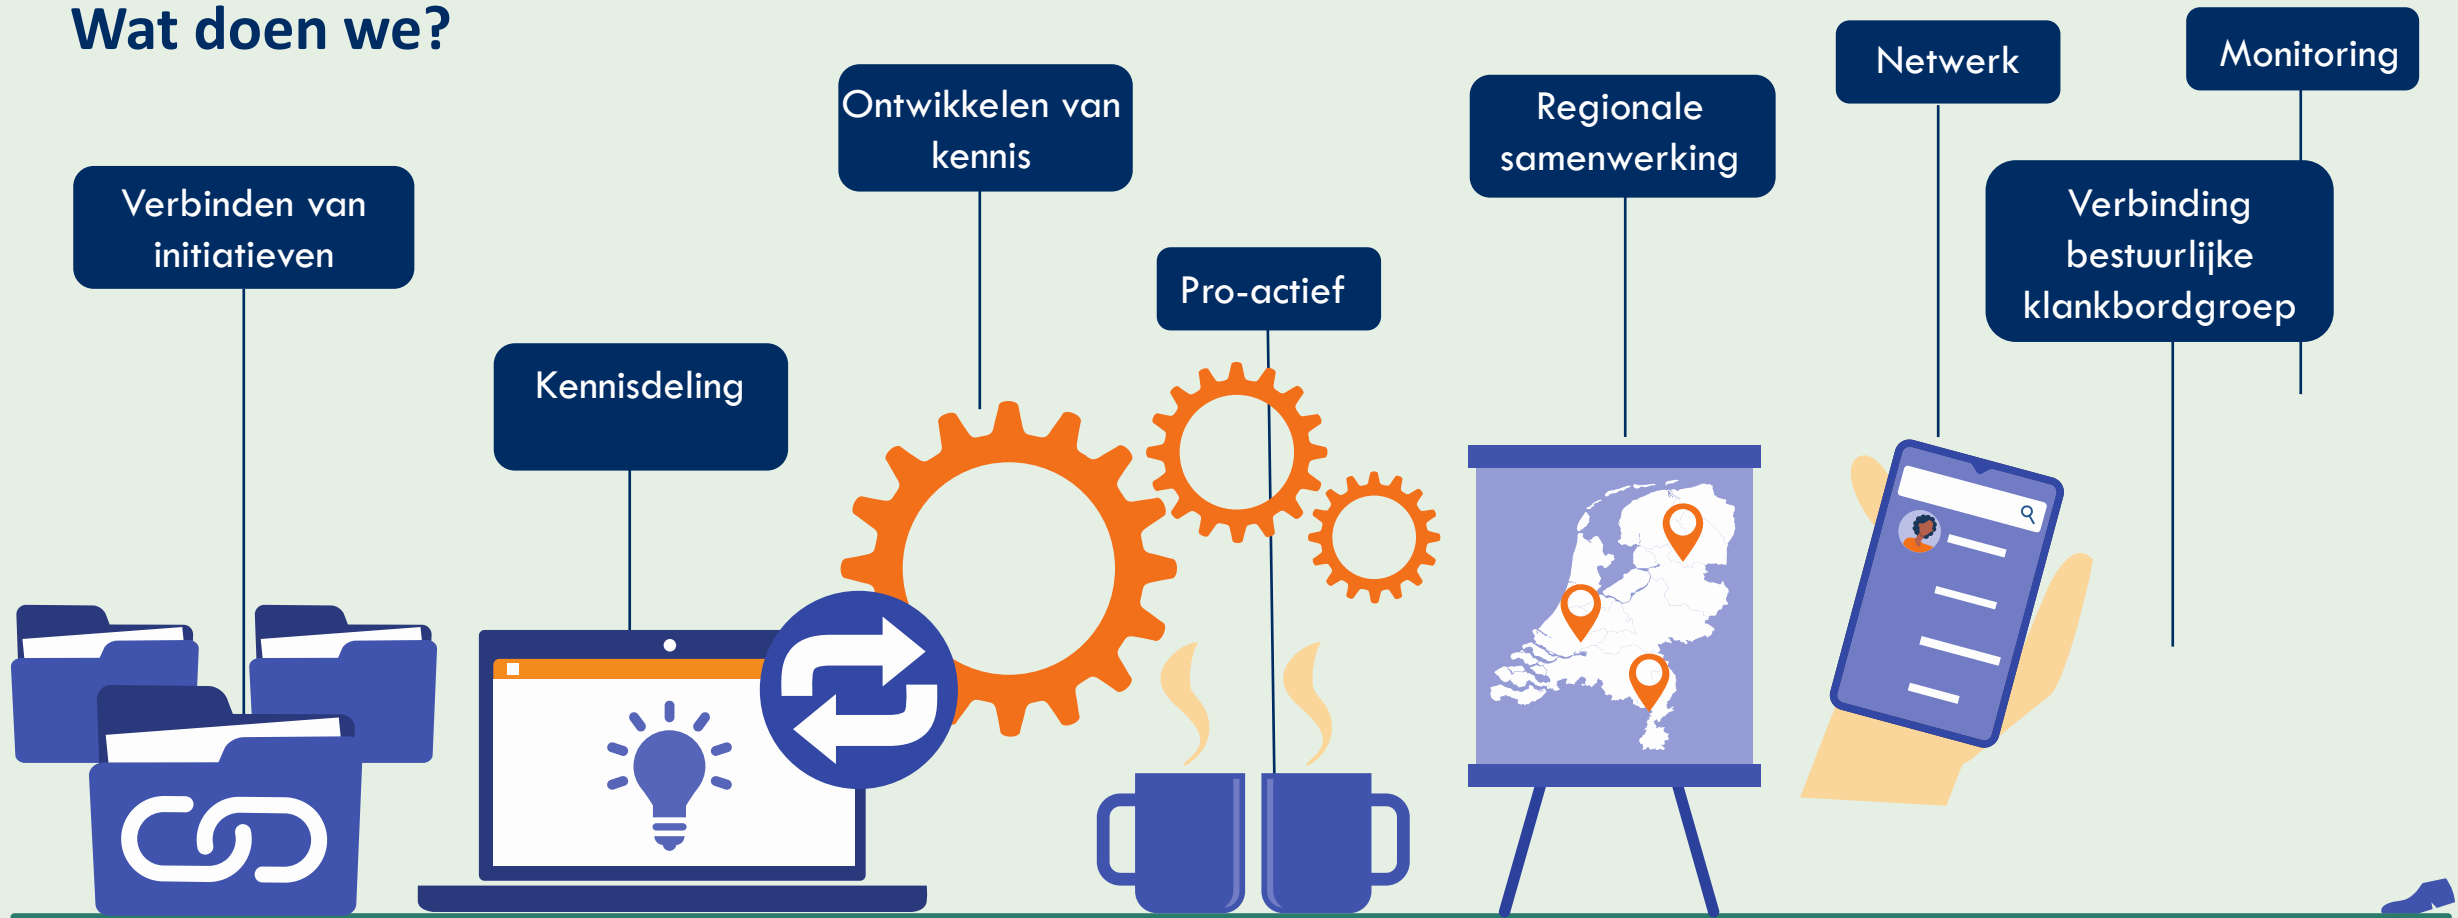 Wat doen we?
Verbinden van
initiatieven
Kennisdeling
Ontwikkelen van
kennis
Pro-actief
Regionale
samenwerking
Netwerk
Verbinding
bestuurlijke
klankbordgroep
Monitoring